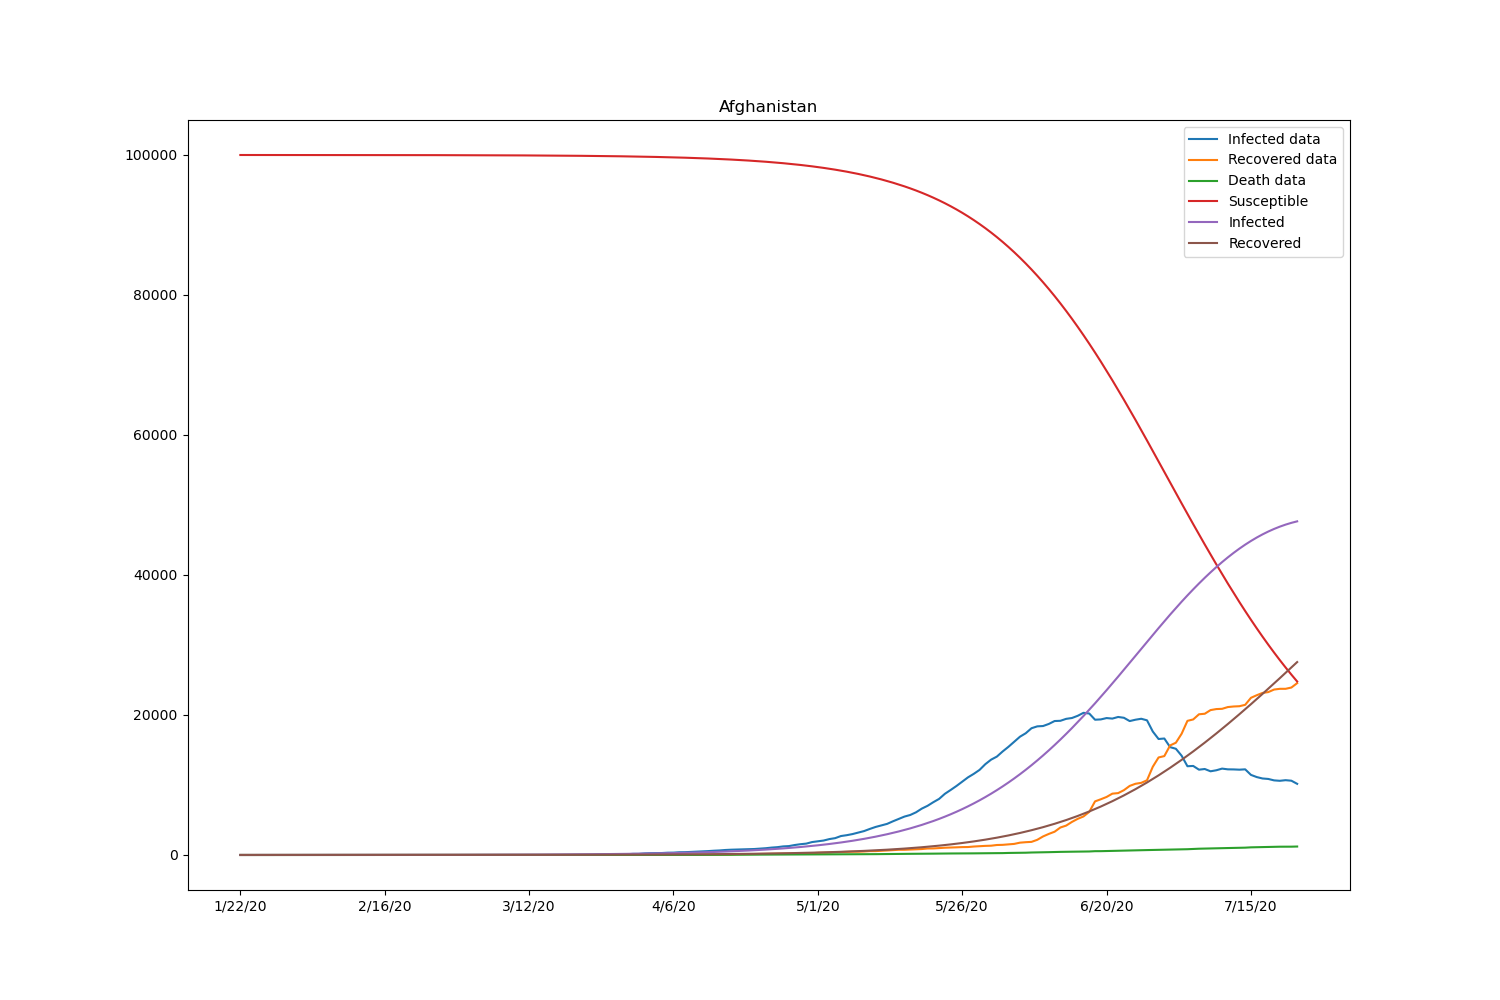 Afghanistan
Infected data
Recovered data
Death data
Susceptible
Infected
Recovered
100000
80000
60000
40000
20000
0
1/22/20 2/16/20 3/12/20 4/6/20 5/1/20 5/26/20 6/20/20 7/15/20